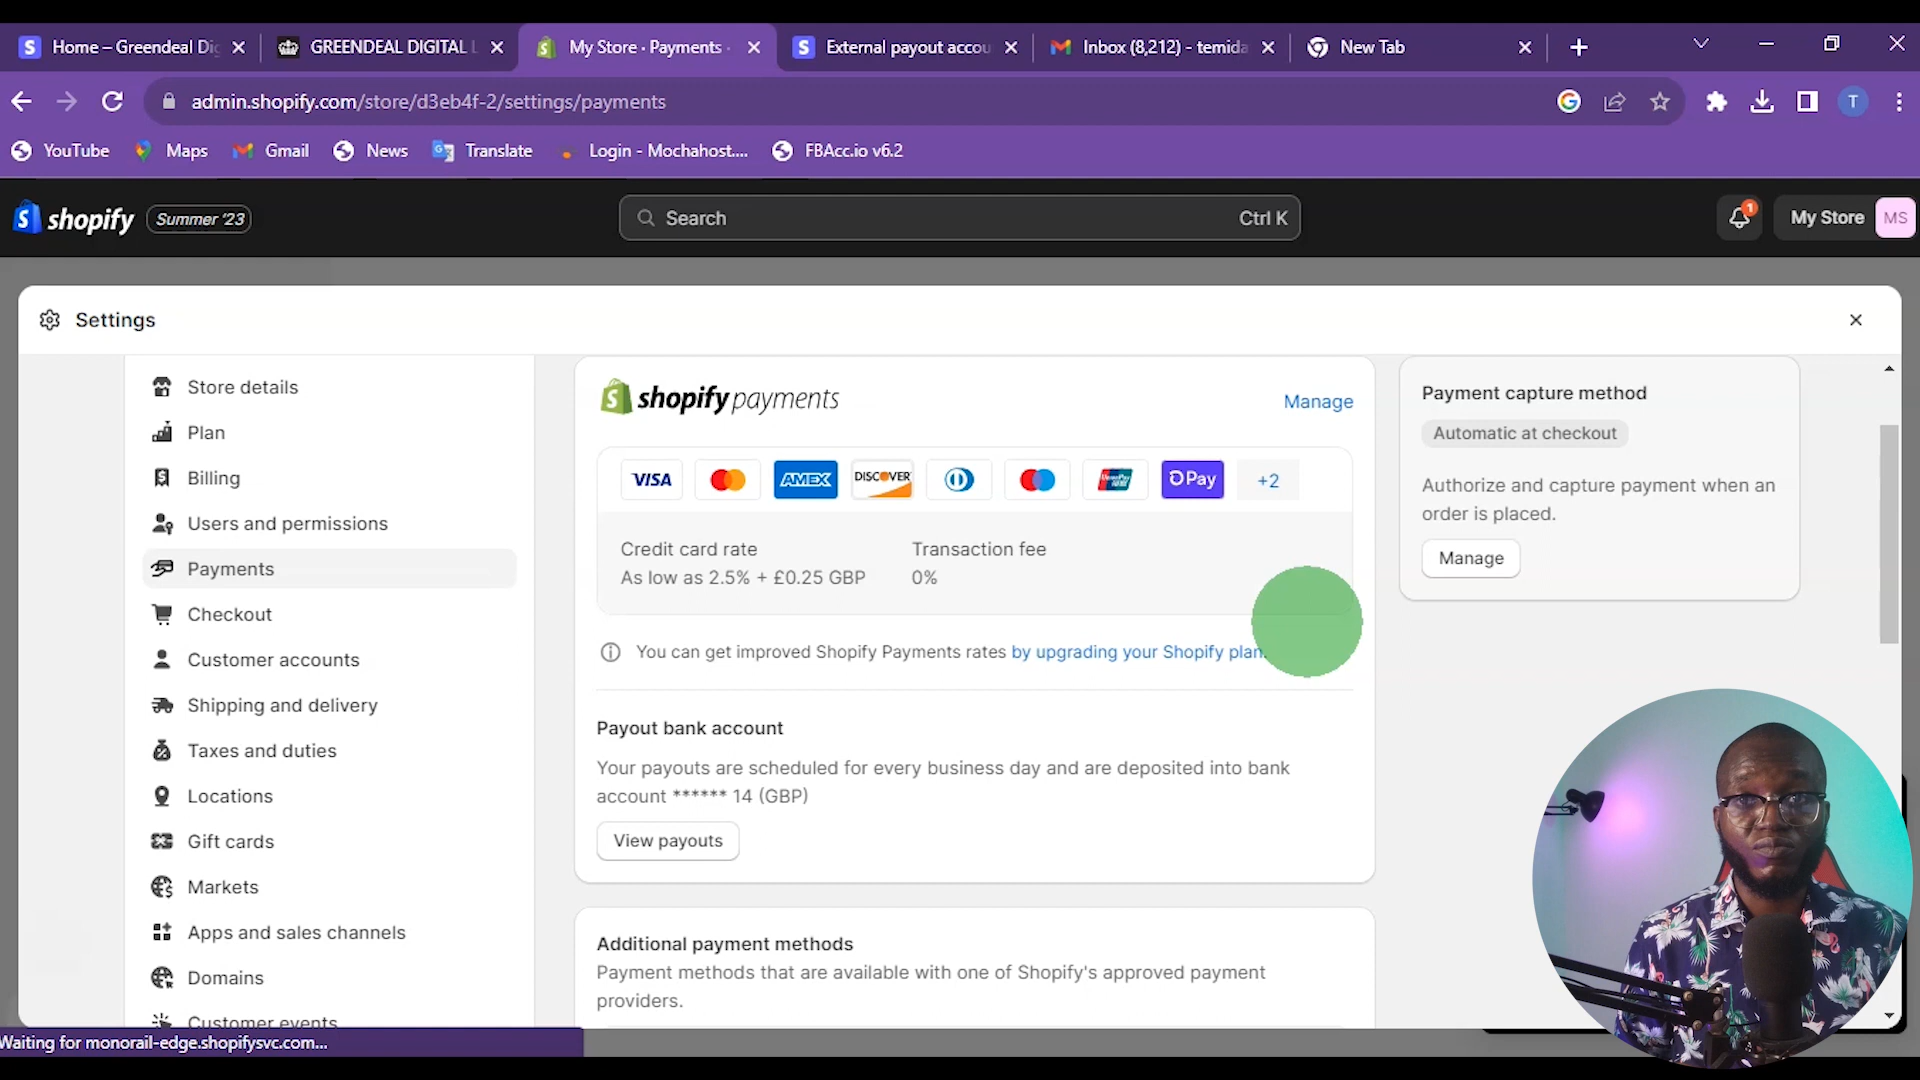 Home – Greendeal Di
GREENDEAL DIGITAL L
My Store · Payments ·
External payout accou
Inbox (8,212) - temida
New Tab
admin.shopify.com/store/d3eb4f-2/settings/payments
T
YouTube
Maps
Gmail
News
Translate
Login - Mochahost....
FBAcc.io v6.2
shopify
Summer '23
Search
Ctrl K
1
My Store
MS
Settings
Store details
Plan
Billing
Users and permissions
Payments
Checkout
Customer accounts
Shipping and delivery
Taxes and duties
Locations
Gift cards
Markets
Apps and sales channels
Domains
Customer events
shopify payments
Manage
VISA
AMEX
DISCOVER
UnionPay
Pay
+2
Credit card rate
As low as 2.5% + £0.25 GBP
Transaction fee
0%
You can get improved Shopify Payments rates by upgrading your Shopify plan.
Payout bank account
Your payouts are scheduled for every business day and are deposited into bank
account ****** 14 (GBP)
View payouts
Additional payment methods
Payment methods that are available with one of Shopify's approved payment
providers.
Payment capture method
Automatic at checkout
Authorize and capture payment when an
order is placed.
Manage
Waiting for monorail-edge.shopifysvc.com...